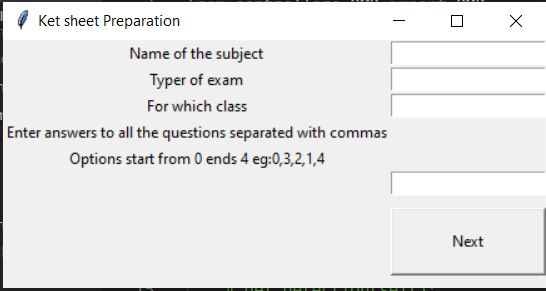 Ket sheet Preparation
Name of the subject
Typer of exam
For which class
Enter answers to all the questions separated with commas
Options start from 0 ends 4 eg:0,3,2,1,4
Next